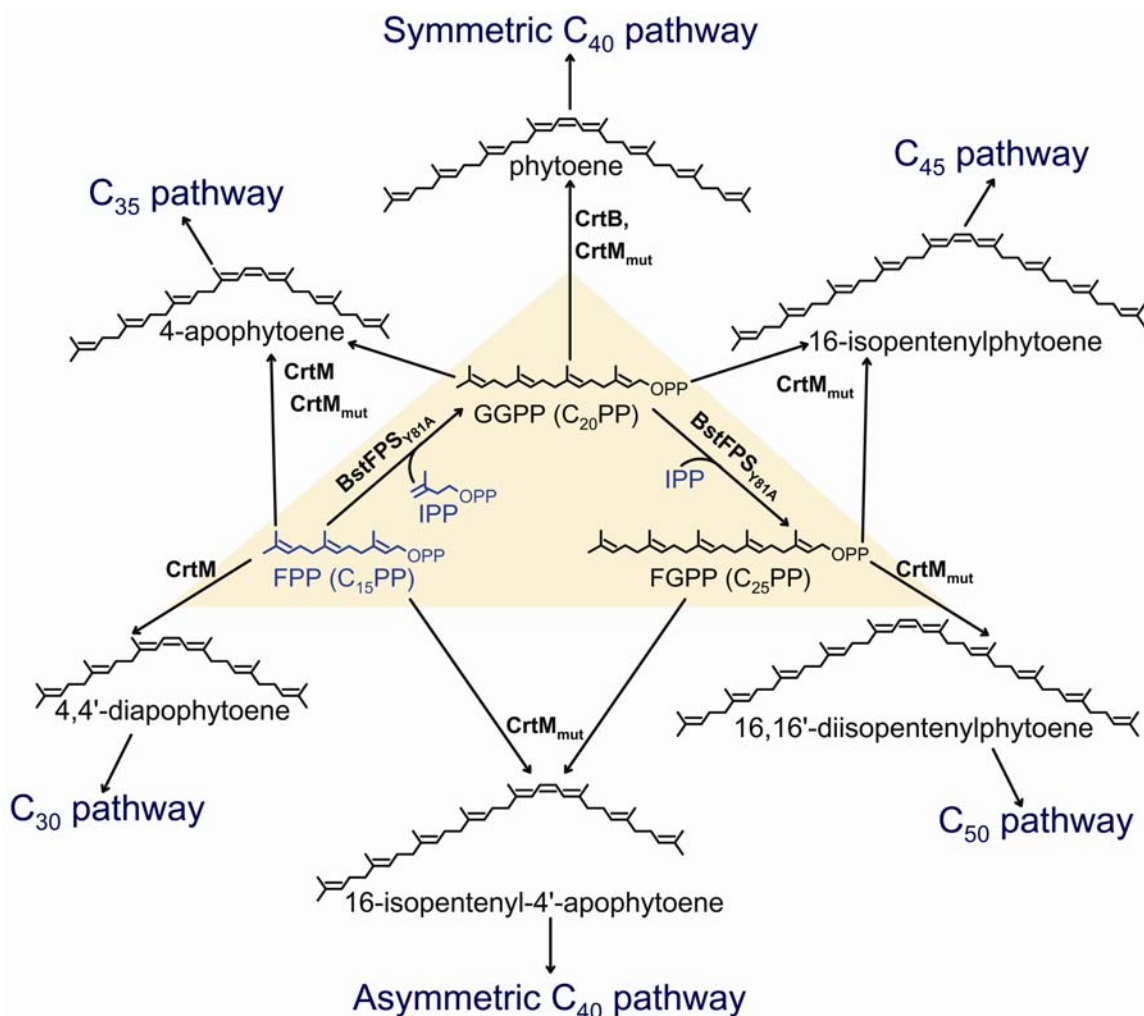 Symmetric C₄₀ pathway
phytoene
C₄₅ pathway
C₃₅ pathway
CrtB,
CrtMmut
4-apophytoene
16-isopentenylphytoene
CrtM
CrtMmut
CrtMmut
OPP
GGPP (C₂₀PP)
BstFPSY81A
BstFPSY81A
OPP
IPP
IPP
OPP
FPP (C₁₅PP)
OPP
FGPP (C₂₅PP)
CrtM
CrtMmut
4,4'-diapophytoene
16,16'-diisopentenylphytoene
CrtMmut
C₃₀ pathway
C₅₀ pathway
16-isopentenyl-4'-apophytoene
Asymmetric C₄₀ pathway